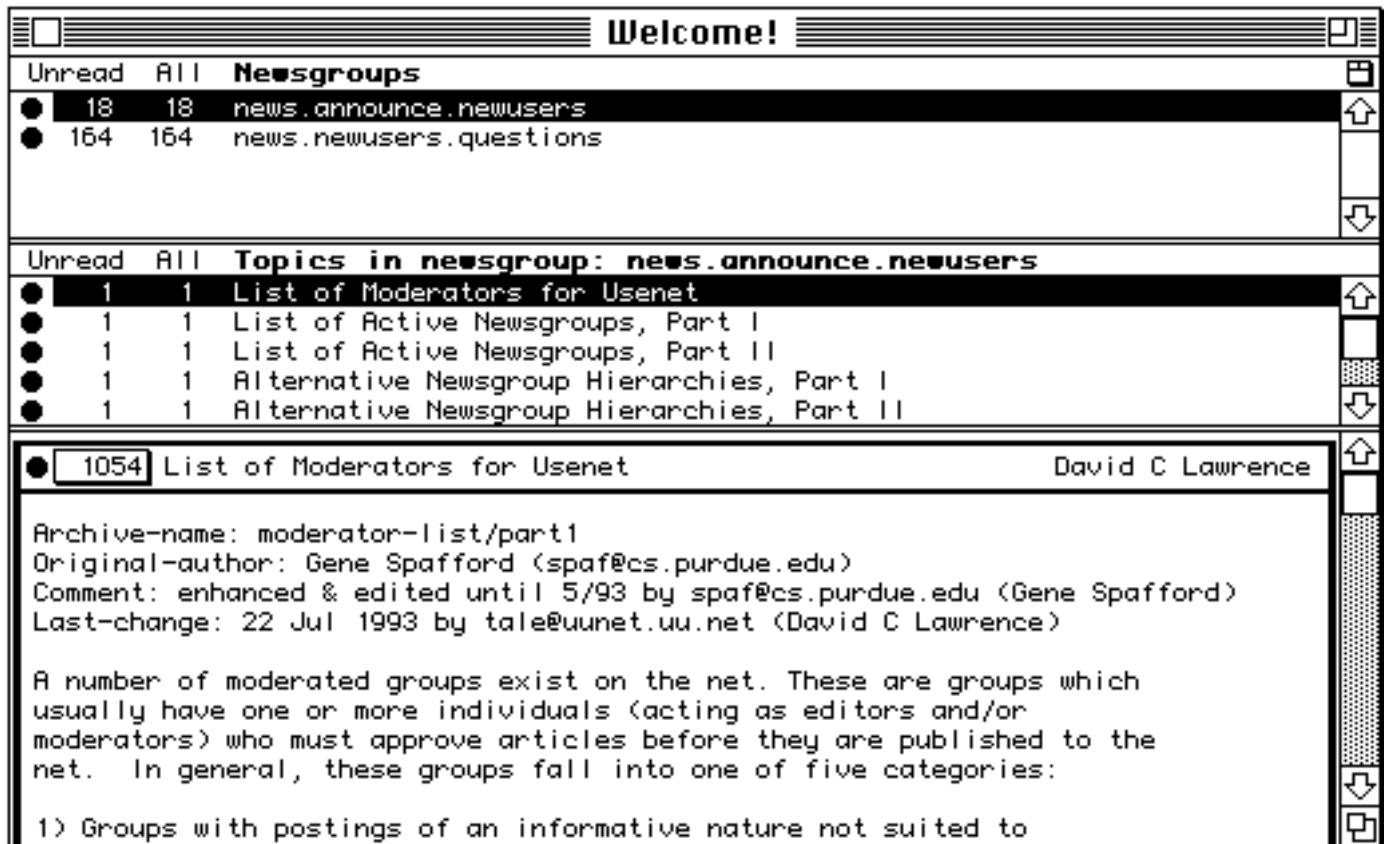 Welcome!
Unread All Newsgroups
18 18 news.announce.newusers
164 164 news.newusers.questions
Unread All Topics in newsgroup: news.announce.newusers
1 1 List of Moderators for Usenet
1 1 List of Active Newsgroups, Part I
1 1 List of Active Newsgroups, Part II
1 1 Alternative Newsgroup Hierarchies, Part I
1 1 Alternative Newsgroup Hierarchies, Part II
1054 List of Moderators for Usenet David C Lawrence
Archive-name: moderator-list/part1
Original-author: Gene Spafford (spaf@cs.purdue.edu)
Comment: enhanced & edited until 5/93 by spaf@cs.purdue.edu (Gene Spafford)
Last-change: 22 Jul 1993 by tale@uunet.uu.net (David C Lawrence)
A number of moderated groups exist on the net. These are groups which
usually have one or more individuals (acting as editors and/or
moderators) who must approve articles before they are published to the
net.  In general, these groups fall into one of five categories:
1) Groups with postings of an informative nature not suited to